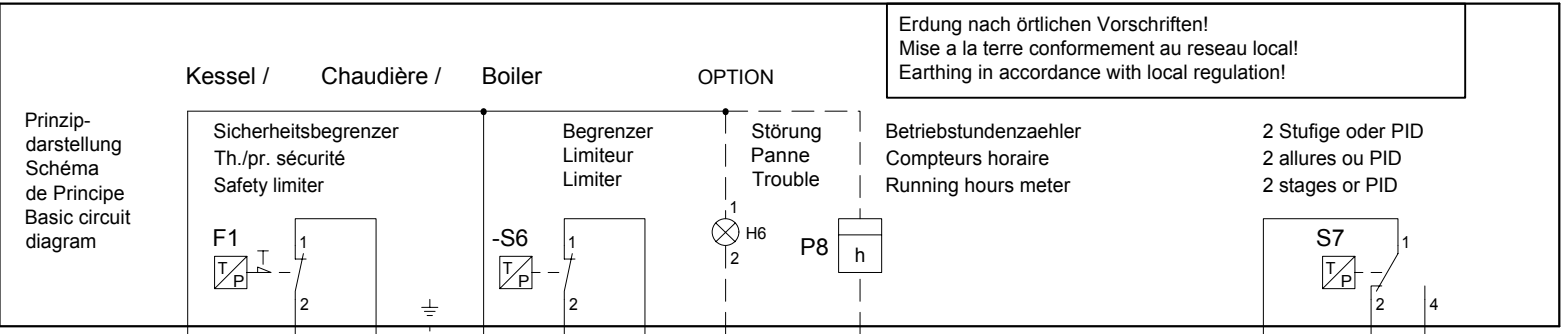 Erdung nach örtlichen Vorschriften!
Mise a la terre conformement au reseau local!
Earthing in accordance with local regulation!
Kessel / Chaudière / Boiler OPTION
Prinzip-
darstellung
Schéma
de Principe
Basic circuit
diagram
Sicherheitsbegrenzer
Th./pr. sécurité
Safety limiter
Begrenzer
Limiteur
Limiter
Störung
Panne
Trouble
Betriebstundenzaehler
Compteurs horaire
Running hours meter
2 Stufige oder PID
2 allures ou PID
2 stages or PID
F1
T/P
1
2
-S6
T/P
1
2
1
H6
2
P8
h
S7
T/P
1
2
4